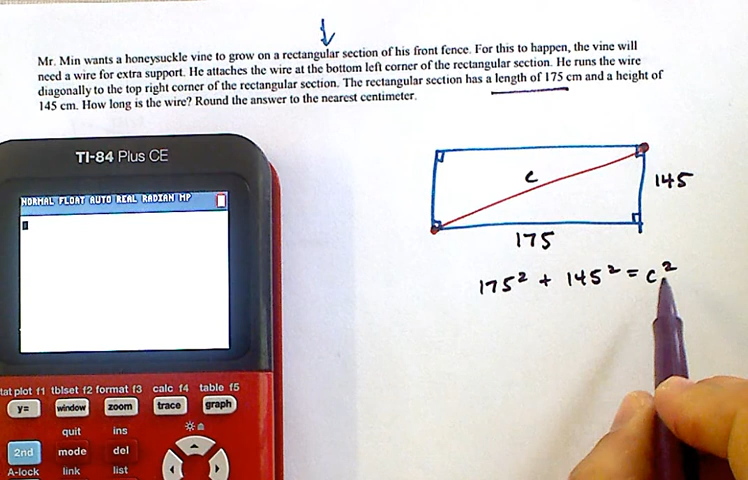 Mr. Min wants a honeysuckle vine to grow on a rectangular section of his front fence. For this to happen, the vine will
need a wire for extra support. He attaches the wire at the bottom left corner of the rectangular section. He runs the wire
diagonally to the top right corner of the rectangular section. The rectangular section has a length of 175 cm and a height of
145 cm. How long is the wire? Round the answer to the nearest centimeter.
TI-84 Plus CE
NORMAL FLOAT AUTO REAL RADIAN MP
c
145
175
175² + 145² = c²
tat plot f1 tblset f2 format f3 calc f4 table f5
y= window zoom trace graph
quit ins
2nd mode del
A-lock link list